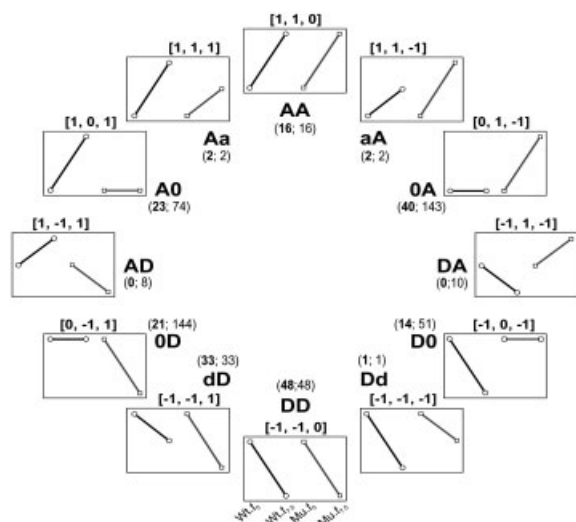 [1, 1, 0]
[1, 1, 1]
[1, 1, -1]
AA
(16; 16)
Aa
(2; 2)
aA
(2; 2)
[1, 0, 1]
[0, 1, -1]
A0
(23; 74)
0A
(40; 143)
[1, -1, 1]
[-1, 1, -1]
AD
(0; 8)
DA
(0;10)
[0, -1, 1]
(21; 144)
0D
(14; 51)
D0
[-1, 0, -1]
(33; 33)
dD
(1; 1)
Dd
(48;48)
DD
[-1, -1, 1]
[-1, -1, 0]
[-1, -1, -1]